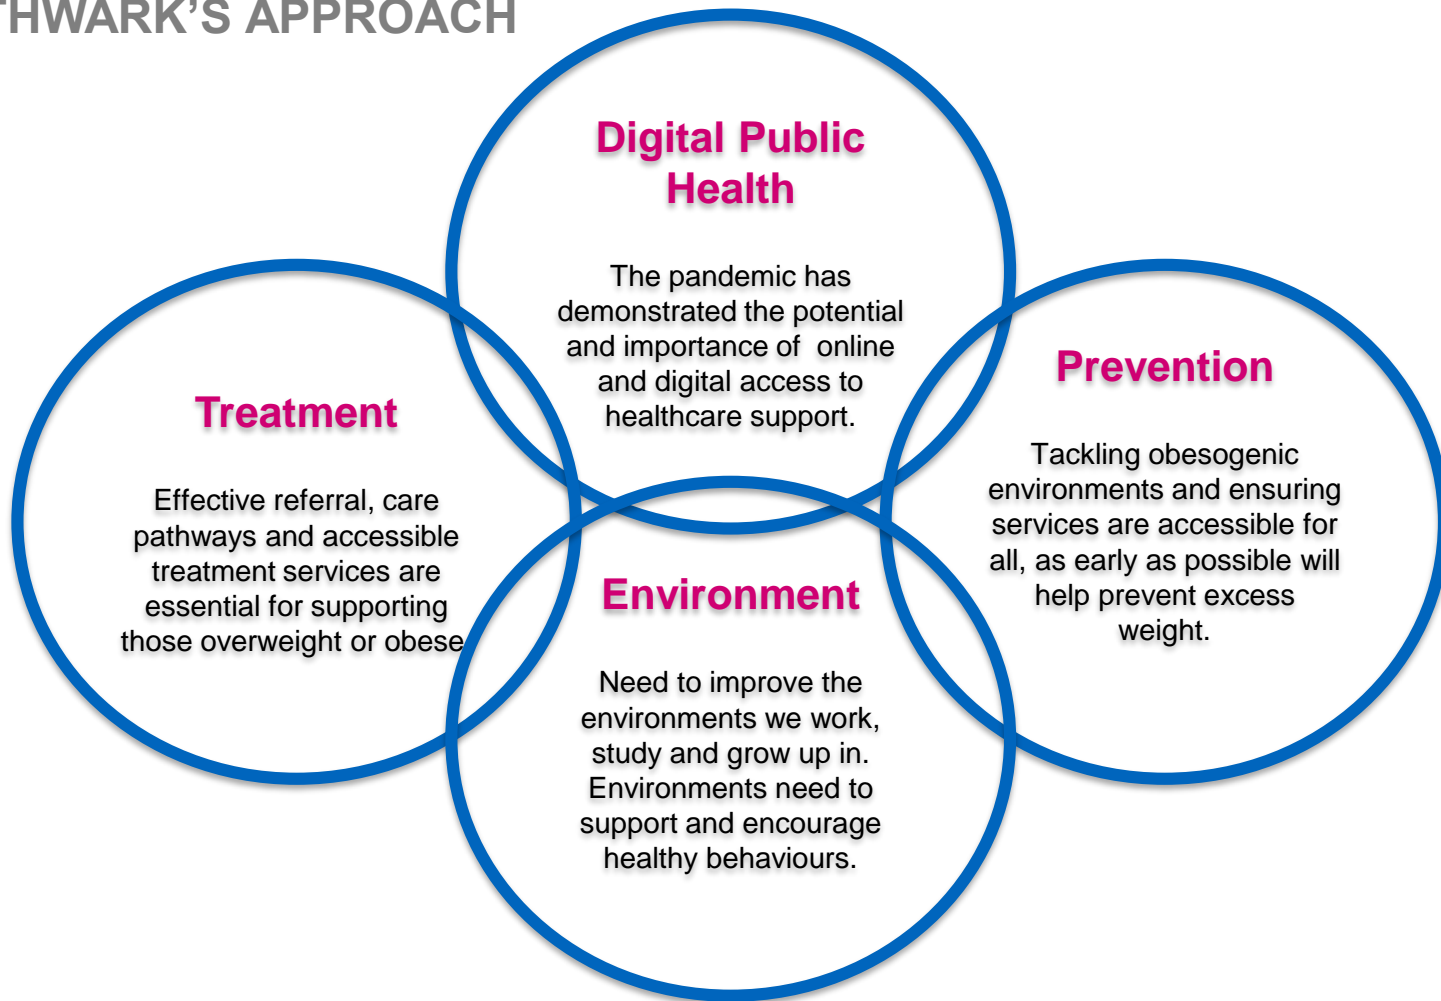 THWARK’S APPROACH
Digital Public
Health
The pandemic has
demonstrated the potential
and importance of online
and digital access to
healthcare support.
Treatment
Effective referral, care
pathways and accessible
treatment services are
essential for supporting
those overweight or obese
Prevention
Tackling obesogenic
environments and ensuring
services are accessible for
all, as early as possible will
help prevent excess
weight.
Environment
Need to improve the
environments we work,
study and grow up in.
Environments need to
support and encourage
healthy behaviours.